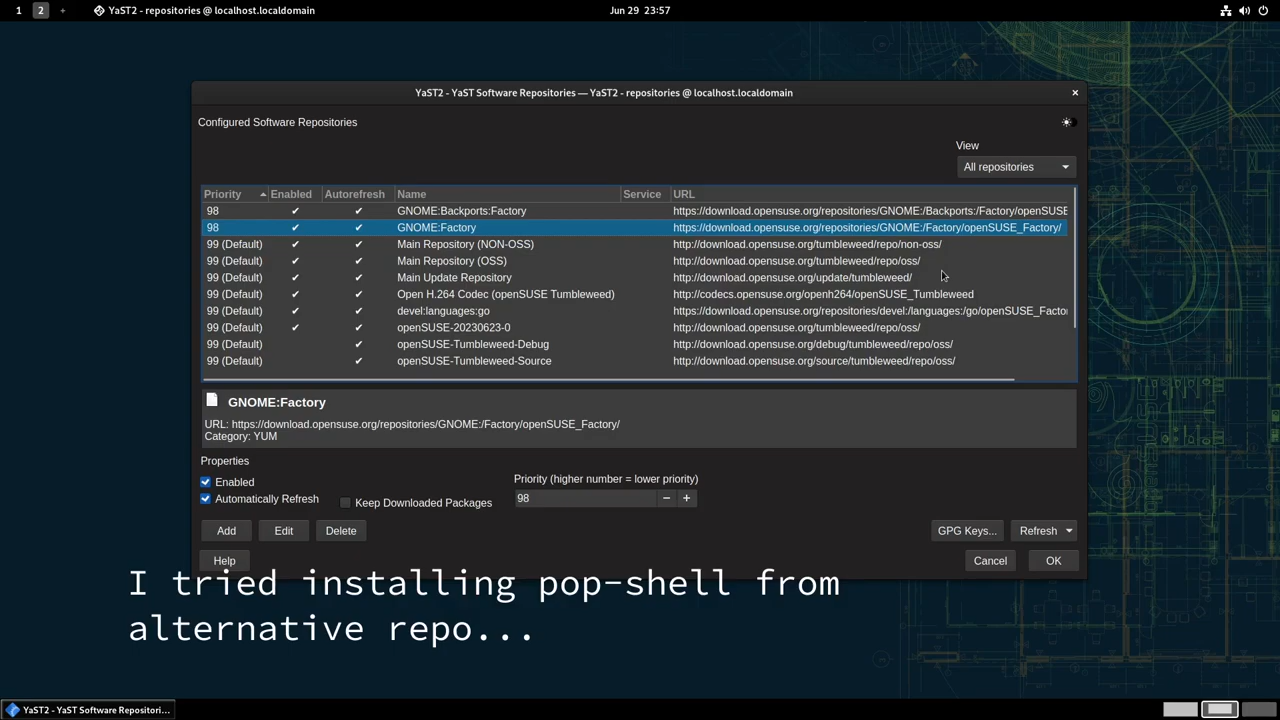 1 2 + YaST2 - repositories @ localhost.localdomain Jun 29 23:57
YaST2 - YaST Software Repositories — YaST2 - repositories @ localhost.localdomain ×
Configured Software Repositories
View
All repositories
Priority Enabled Autorefresh Name Service URL
98 ✔ ✔ GNOME:Backports:Factory https://download.opensuse.org/repositories/GNOME:/Backports:/Factory/openSUSE
98 ✔ ✔ GNOME:Factory https://download.opensuse.org/repositories/GNOME:/Factory/openSUSE_Factory/
99 (Default) ✔ ✔ Main Repository (NON-OSS) http://download.opensuse.org/tumbleweed/repo/non-oss/
99 (Default) ✔ ✔ Main Repository (OSS) http://download.opensuse.org/tumbleweed/repo/oss/
99 (Default) ✔ ✔ Main Update Repository http://download.opensuse.org/update/tumbleweed/
99 (Default) ✔ ✔ Open H.264 Codec (openSUSE Tumbleweed) http://codecs.opensuse.org/openh264/openSUSE_Tumbleweed
99 (Default) ✔ ✔ devel:languages:go https://download.opensuse.org/repositories/devel:/languages:/go/openSUSE_Facto
99 (Default) ✔ ✔ openSUSE-20230623-0 http://download.opensuse.org/tumbleweed/repo/oss/
99 (Default) ✔ openSUSE-Tumbleweed-Debug http://download.opensuse.org/debug/tumbleweed/repo/oss/
99 (Default) ✔ openSUSE-Tumbleweed-Source http://download.opensuse.org/source/tumbleweed/repo/oss/
GNOME:Factory
URL: https://download.opensuse.org/repositories/GNOME:/Factory/openSUSE_Factory/
Category: YUM
Properties
Enabled
Priority (higher number = lower priority)
Automatically Refresh Keep Downloaded Packages 98 − +
Add Edit Delete GPG Keys... Refresh
Help Cancel OK
I tried installing pop-shell from
alternative repo...
YaST2 - YaST Software Repositori...